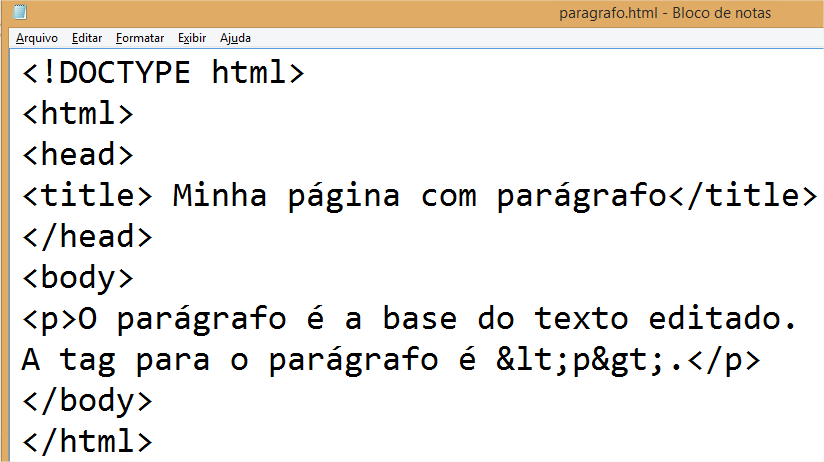 paragrafo.html - Bloco de notas
Arquivo Editar Formatar Exibir Ajuda
<!DOCTYPE html>
<html>
<head>
<title> Minha página com parágrafo</title>
</head>
<body>
<p>O parágrafo é a base do texto editado.
A tag para o parágrafo é &lt;p&gt;.</p>
</body>
</html>